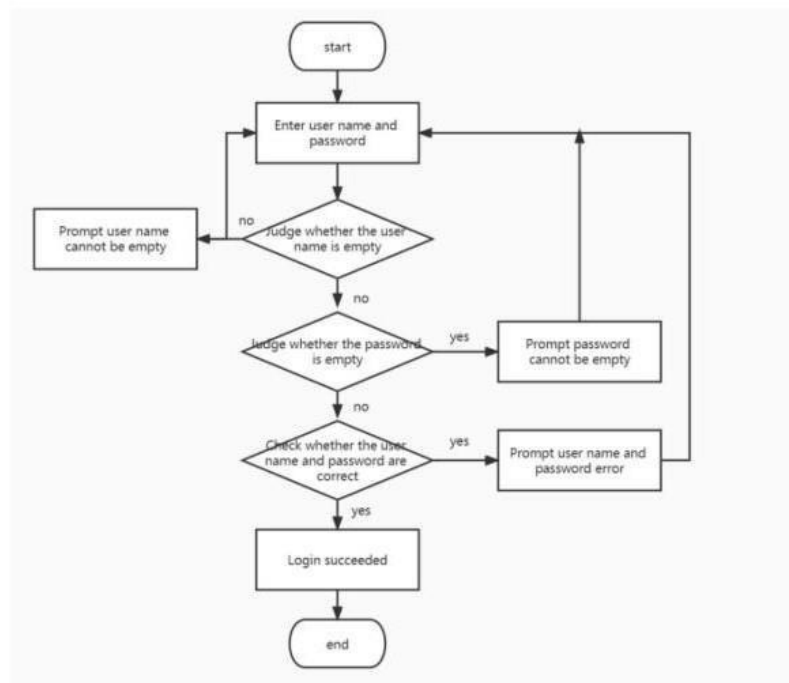 start
Enter user name and
password
no
Prompt user name
cannot be empty
Judge whether the user
name is empty
no
Judge whether the password
is empty
yes
Prompt password
cannot be empty
no
Check whether the user
name and password are
correct
yes
Prompt user name and
password error
yes
Login succeeded
end